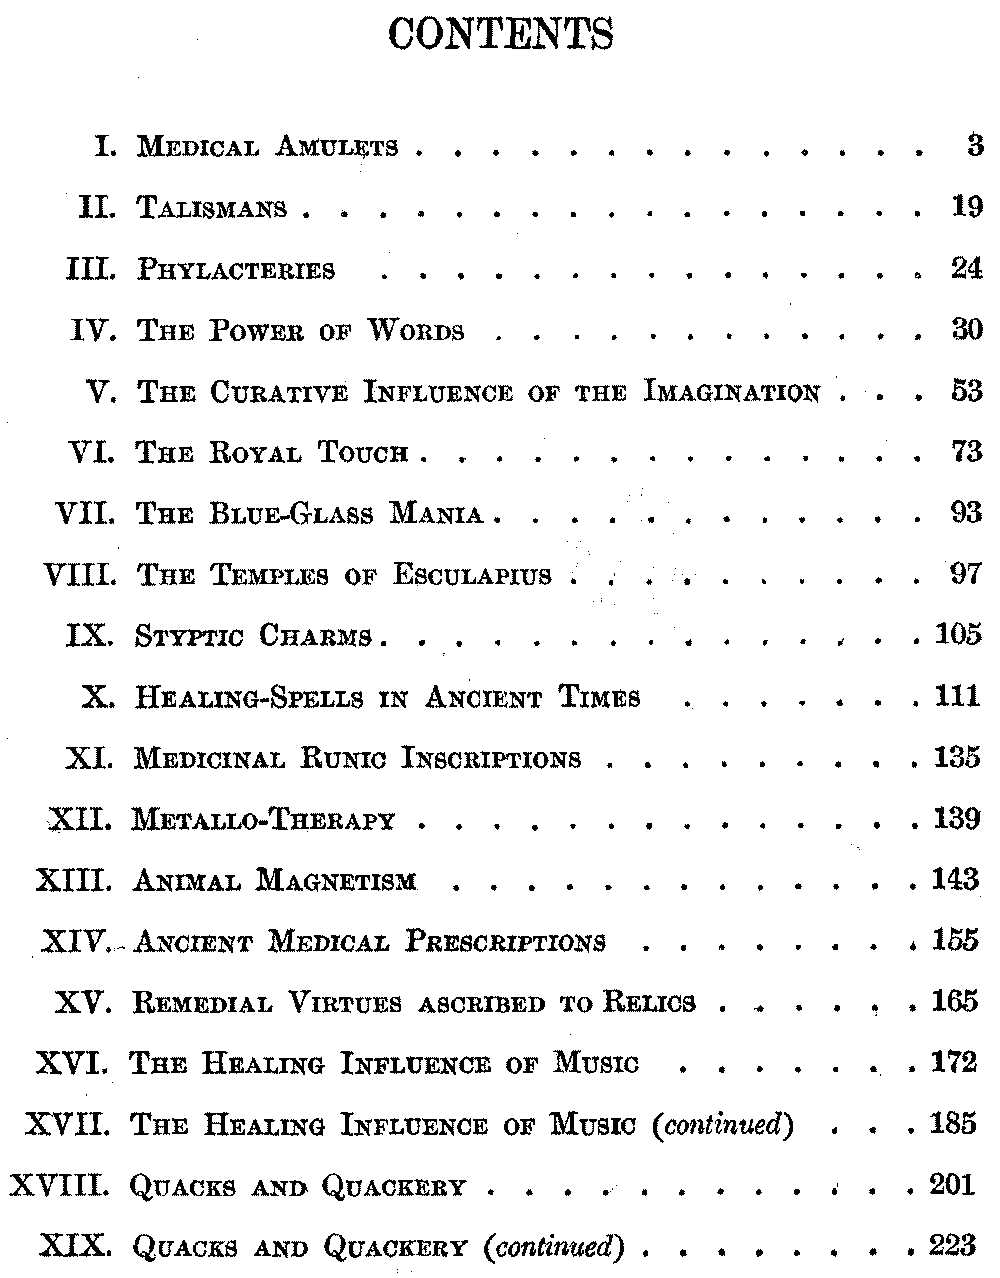 CONTENTS
I. MEDICAL AMULETS . . . . . . . . . . . . . . 3
II. TALISMANS . . . . . . . . . . . . . . . . . 19
III. PHYLACTERIES . . . . . . . . . . . . . . . 24
IV. THE POWER OF WORDS . . . . . . . . . . . . 30
V. THE CURATIVE INFLUENCE OF THE IMAGINATION . . . 53
VI. THE ROYAL TOUCH . . . . . . . . . . . . . . 73
VII. THE BLUE-GLASS MANIA . . . . . . . . . . . . 93
VIII. THE TEMPLES OF ESCULAPIUS . . . . . . . . . . 97
IX. STYPTIC CHARMS . . . . . . . . . . . . . . . 105
X. HEALING-SPELLS IN ANCIENT TIMES . . . . . . . 111
XI. MEDICINAL RUNIC INSCRIPTIONS . . . . . . . . . 135
XII. METALLO-THERAPY . . . . . . . . . . . . . . 139
XIII. ANIMAL MAGNETISM . . . . . . . . . . . . . 143
XIV. ANCIENT MEDICAL PRESCRIPTIONS . . . . . . . . 155
XV. REMEDIAL VIRTUES ASCRIBED TO RELICS . . . . . . 165
XVI. THE HEALING INFLUENCE OF MUSIC . . . . . . . 172
XVII. THE HEALING INFLUENCE OF MUSIC (continued) . . . 185
XVIII. QUACKS AND QUACKERY . . . . . . . . . . . . 201
XIX. QUACKS AND QUACKERY (continued) . . . . . . . . 223